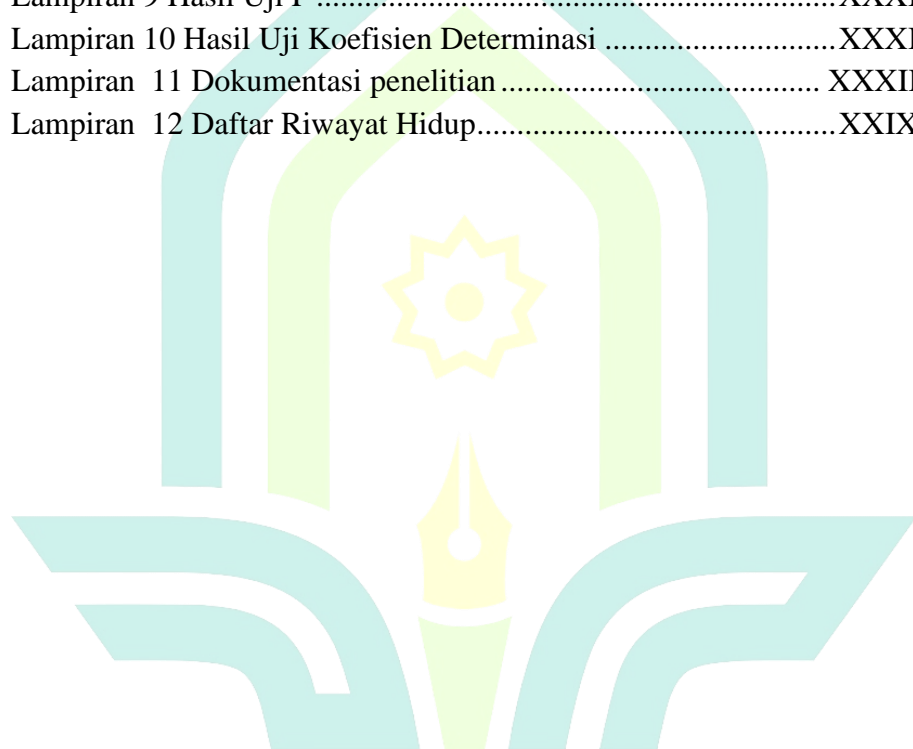 Lampiran 9 Hasil Uji F ........................................................................XXXI
Lampiran 10 Hasil Uji Koefisien Determinasi ...............................XXXI
Lampiran  11 Dokumentasi penelitian ........................................... XXXII
Lampiran  12 Daftar Riwayat Hidup................................................XXIX